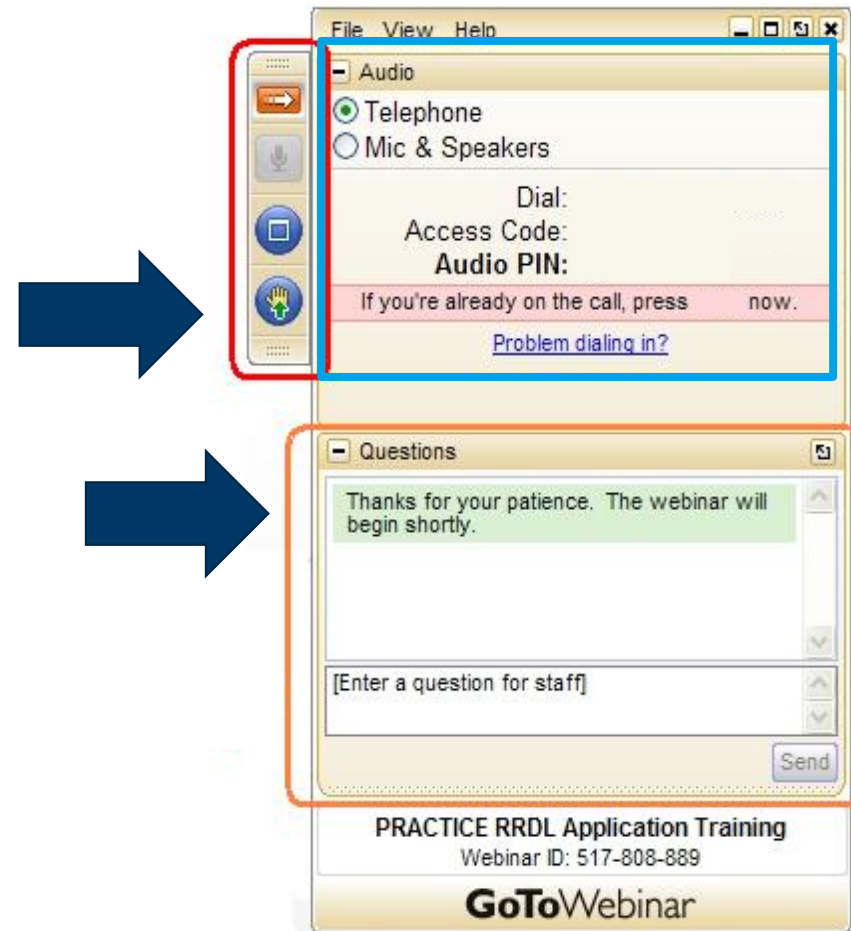 File View Help
Audio
Telephone
Mic & Speakers
Dial:
Access Code:
Audio PIN:
If you're already on the call, press now.
Problem dialing in?
Questions
Thanks for your patience. The webinar will
begin shortly.
[Enter a question for staff]
Send
PRACTICE RRDL Application Training
Webinar ID: 517-808-889
GoToWebinar